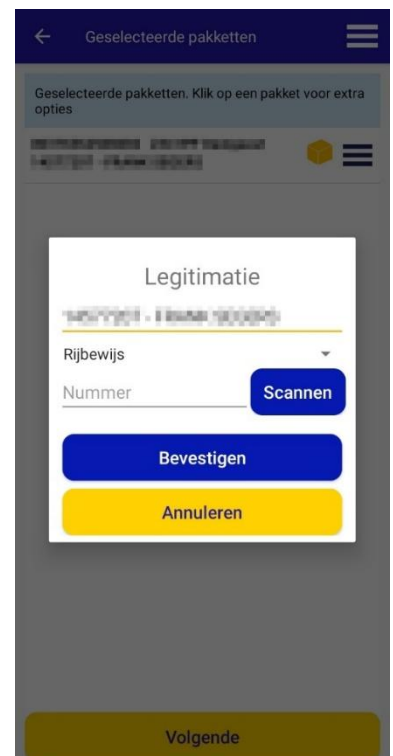 Geselecteerde pakketten
Geselecteerde pakketten. Klik op een pakket voor extra
opties
Legitimatie
Rijbewijs
Nummer
Scannen
Bevestigen
Annuleren
Volgende